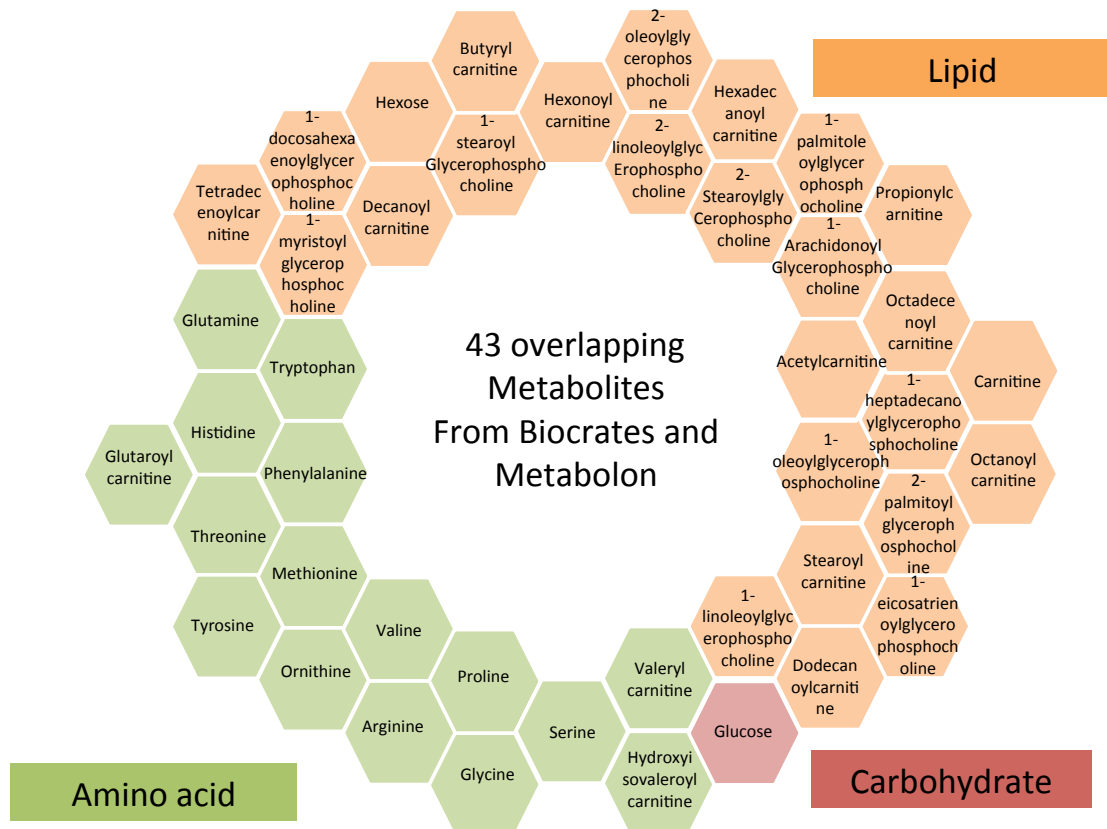 2-
oleoylgly
cerophos
phocholi
ne
Butyryl
carnitine
Lipid
Hexose
Hexonoyl
carnitine
Hexadec
anoyl
carnitine
1-
docosahexa
enoylglycer
ophosphoc
holine
1-
stearoyl
Glycerophospho
choline
2-
linoleoylglyc
Erophospho
choline
1-
palmitole
oylglycer
ophosph
ocholine
Tetradec
enoylcar
nitine
Decanoyl
carnitine
2-
Stearoylgly
Cerophospho
choline
Propionylc
arnitine
1-
myristoyl
glycerop
hosphoc
holine
1-
Arachidonoyl
Glycerophospho
choline
Glutamine
Octadece
noyl
carnitine
Tryptophan
43 overlapping
Metabolites
From Biocrates and
Metabolon
Acetylcarnitine
Carnitine
Histidine
1-
heptadecano
ylglyceropho
sphocholine
Glutaroyl
carnitine
Phenylalanine
1-
oleoylglyceroph
osphocholine
Octanoyl
carnitine
Threonine
2-
palmitoyl
glyceroph
osphochol
ine
Methionine
Stearoyl
carnitine
Tyrosine
Valine
1-
linoleoylglyc
erophospho
choline
1-
eicosatrien
oylglycero
phosphoch
oline
Ornithine
Proline
Valeryl
carnitine
Dodecan
oylcarniti
ne
Arginine
Serine
Glucose
Glycine
Hydroxyi
sovaleroyl
carnitine
Amino acid
Carbohydrate